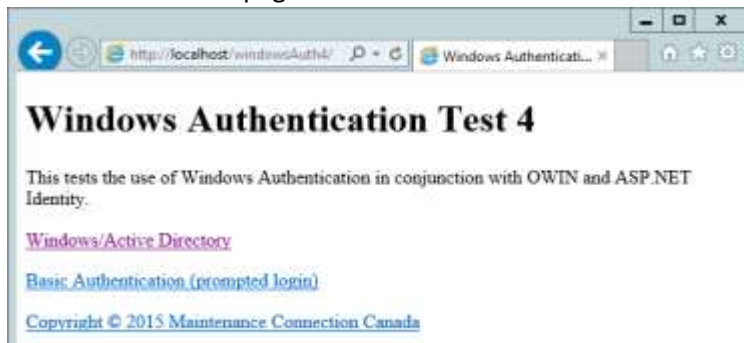 http://localhost/windowsAuth4/
Windows Authenticati...
Windows Authentication Test 4
This tests the use of Windows Authentication in conjunction with OWIN and ASP.NET
Identity.
Windows/Active Directory
Basic Authentication (prompted login)
Copyright © 2015 Maintenance Connection Canada